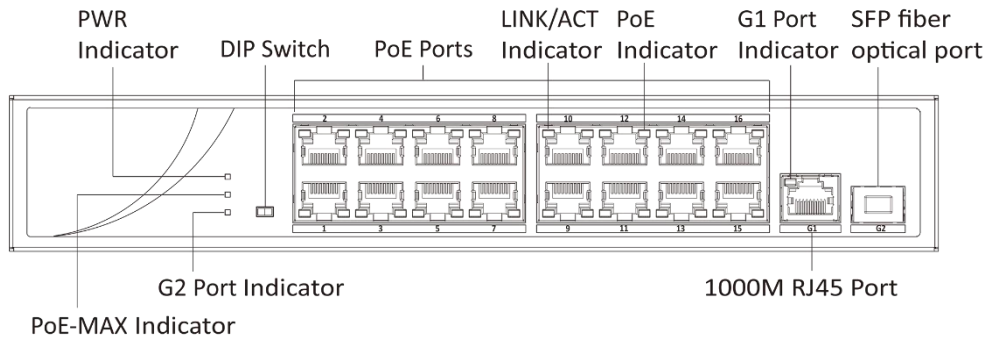 PWR
Indicator
DIP Switch
PoE Ports
LINK/ACT
Indicator
PoE
Indicator
G1 Port
Indicator
SFP fiber
optical port
2 4 6 8 10 12 14 16
1 3 5 7 9 11 13 15 G1 G2
G2 Port Indicator
1000M RJ45 Port
PoE-MAX Indicator